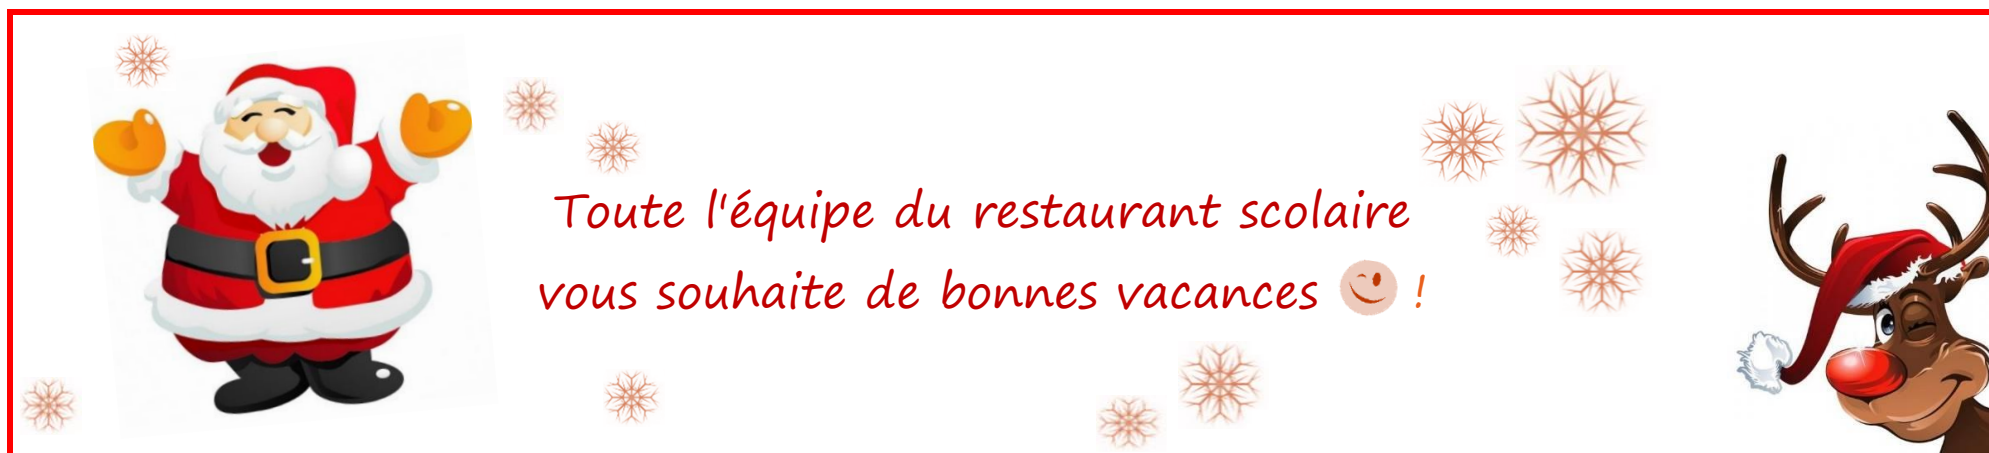 Toute l'équipe du restaurant scolaire
vous souhaite de bonnes vacances 😉 !